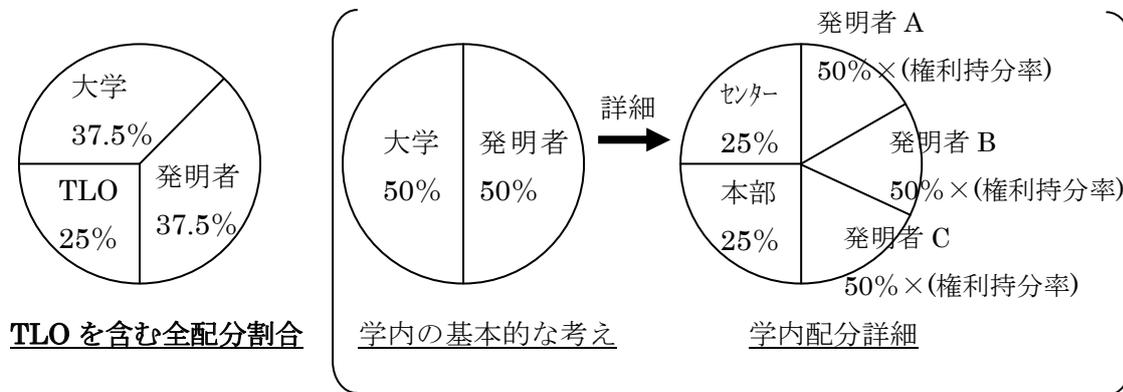 大学
37.5%
TLO
25%
発明者
37.5%
TLO を含む全配分割合
大学
50%
発明者
50%
学内の基本的な考え
詳細
センター
25%
本部
25%
発明者 A
50%×(権利持分率)
発明者 B
50%×(権利持分率)
発明者 C
50%×(権利持分率)
学内配分詳細